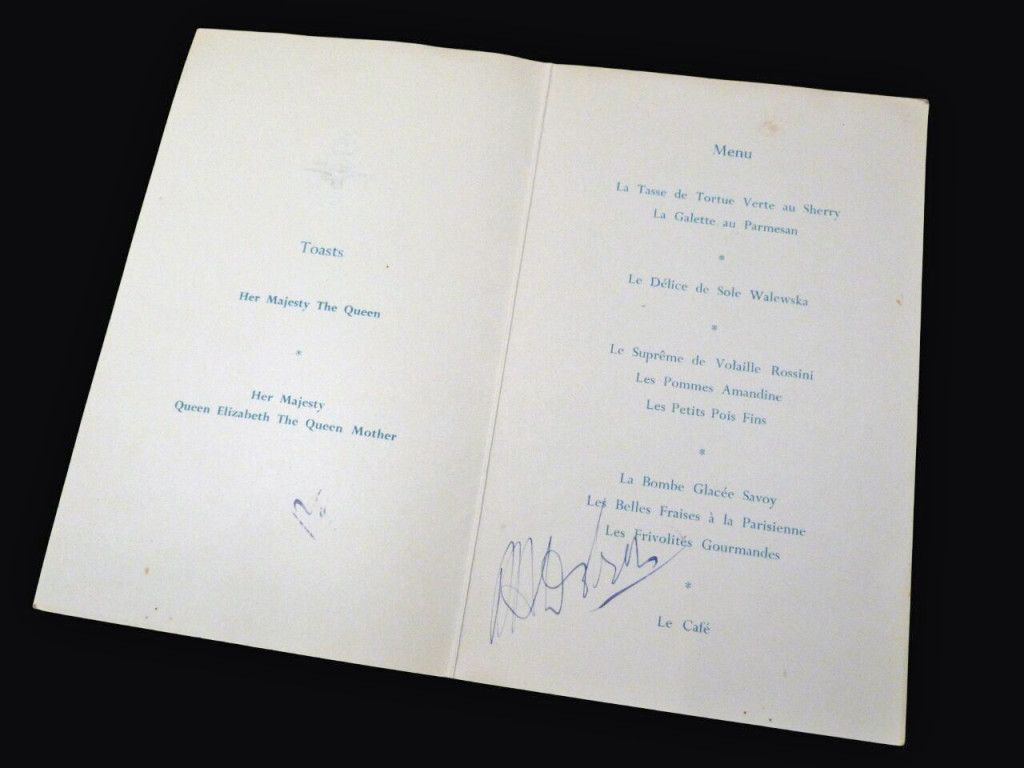 Toasts
Her Majesty The Queen
*
Her Majesty
Queen Elizabeth The Queen Mother
Menu
La Tasse de Tortue Verte au Sherry
La Galette au Parmesan
*
Le Délice de Sole Walewska
*
Le Suprême de Volaille Rossini
Les Pommes Amandine
Les Petits Pois Fins
*
La Bombe Glacée Savoy
Les Belles Fraises à la Parisienne
Les Frivolités Gourmandes
*
Le Café